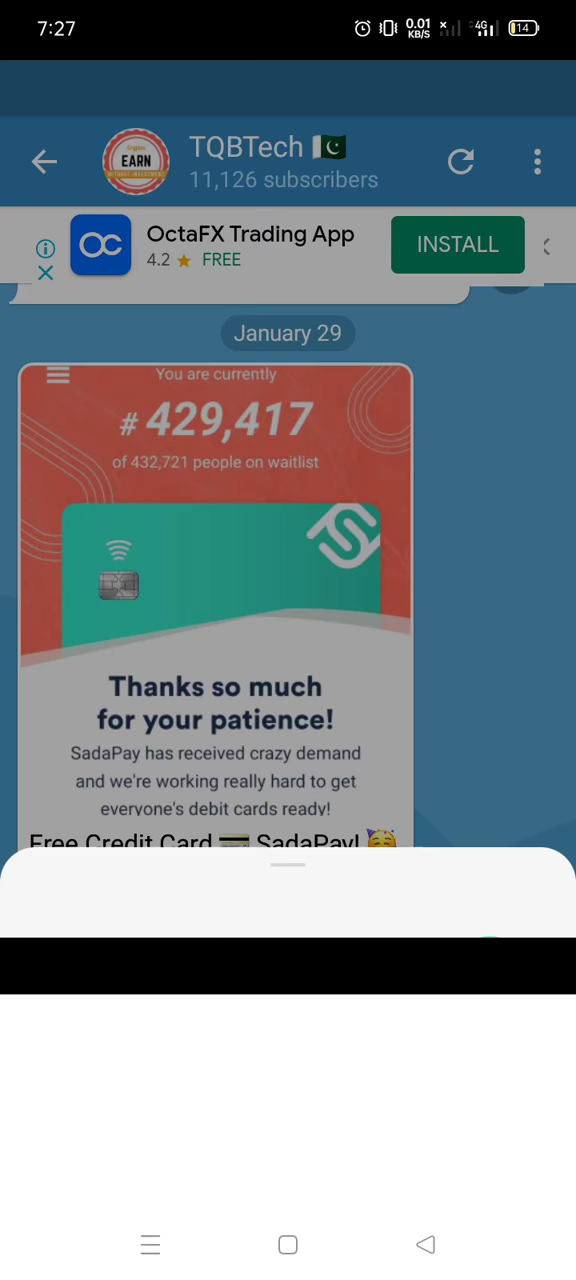 7:27
0.01
KB/S
4G
14
TQBTech
11,126 subscribers
Crypto
EARN
WITHOUT INVESTMENT
OctaFX Trading App
4.2 ★ FREE
INSTALL
January 29
You are currently
# 429,417
of 432,721 people on waitlist
Thanks so much
for your patience!
SadaPay has received crazy demand
and we're working really hard to get
everyone's debit cards ready!
Free Credit Card 💳 SadaPay! 🥳